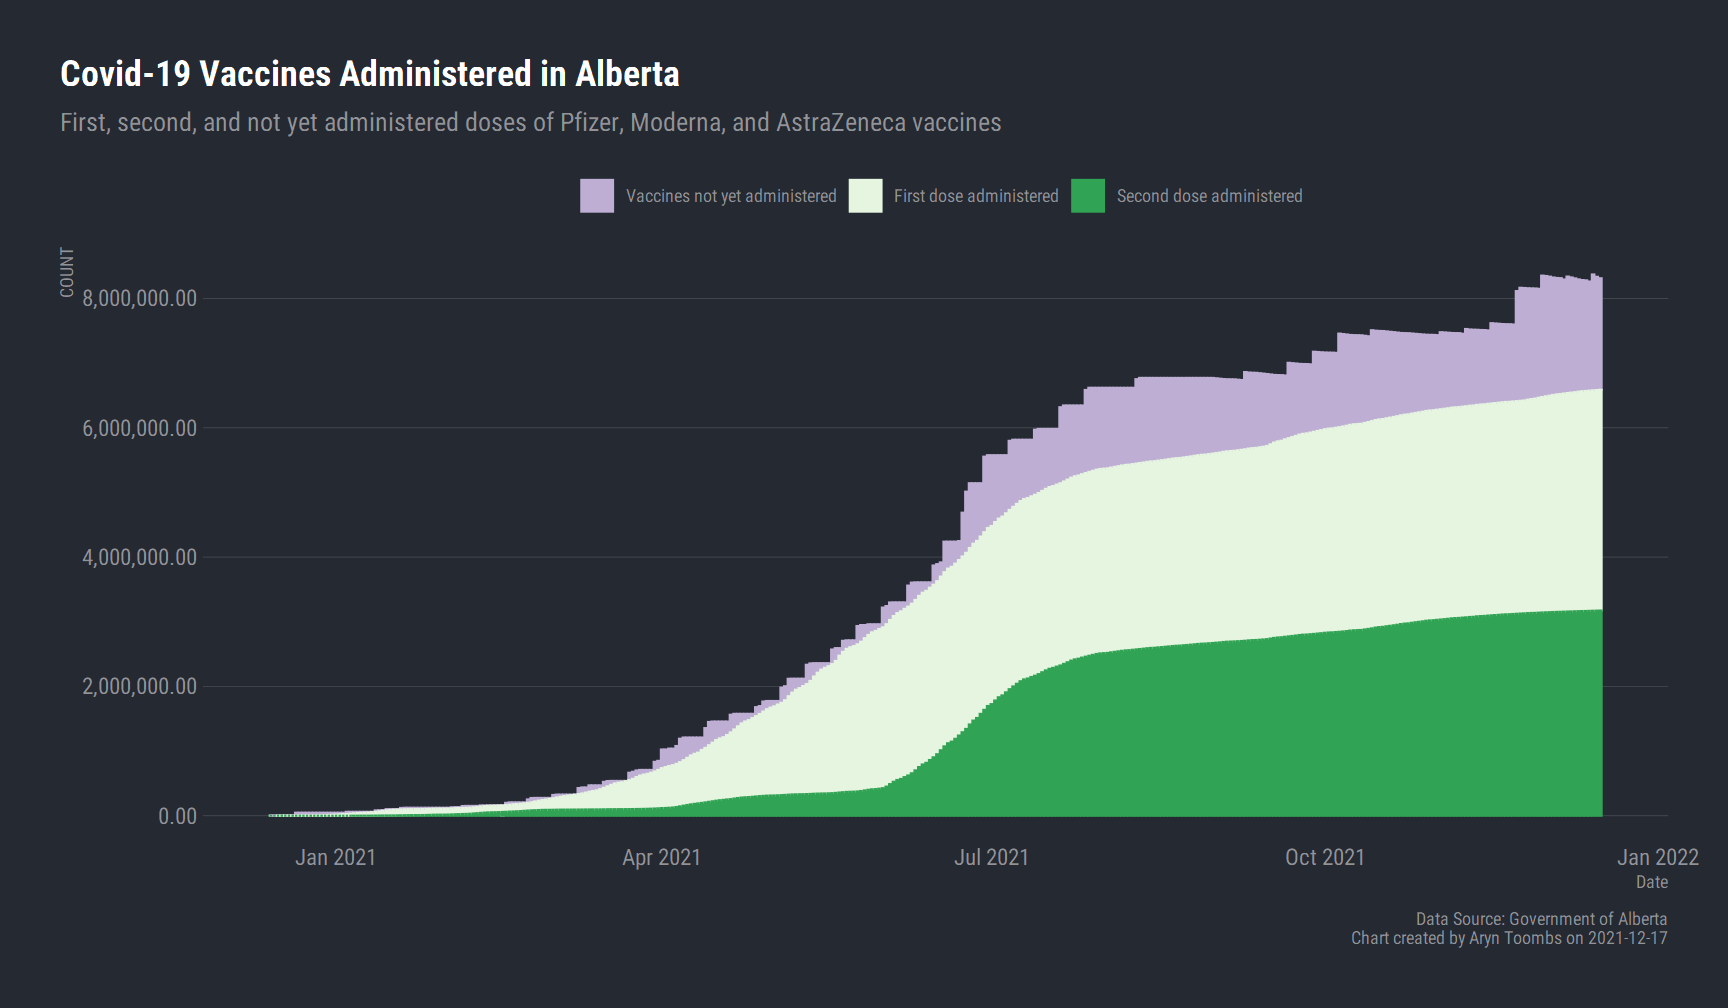 Covid-19 Vaccines Administered in Alberta
First, second, and not yet administered doses of Pfizer, Moderna, and AstraZeneca vaccines
Vaccines not yet administered First dose administered Second dose administered
COUNT
8,000,000.00
6,000,000.00
4,000,000.00
2,000,000.00
0.00
Jan 2021 Apr 2021 Jul 2021 Oct 2021 Jan 2022
Date
Data Source: Government of Alberta
Chart created by Aryn Toombs on 2021-12-17